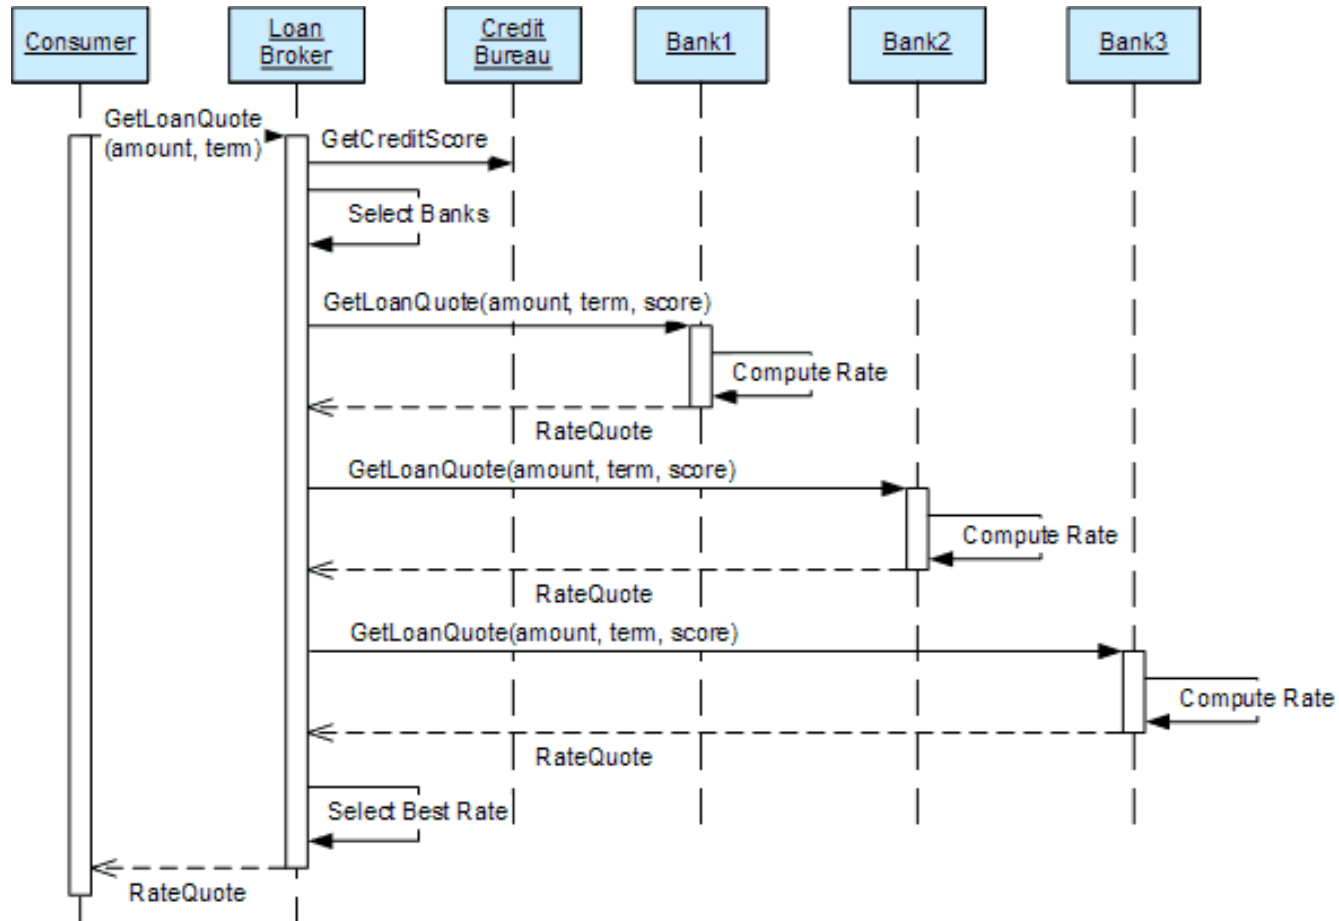 Consumer
Loan
Broker
Credit
Bureau
Bank1
Bank2
Bank3
GetLoanQuote
(amount, term)
GetCreditScore
Select Banks
GetLoanQuote(amount, term, score)
Compute Rate
RateQuote
GetLoanQuote(amount, term, score)
Compute Rate
RateQuote
GetLoanQuote(amount, term, score)
Compute Rate
RateQuote
Select Best Rate
RateQuote